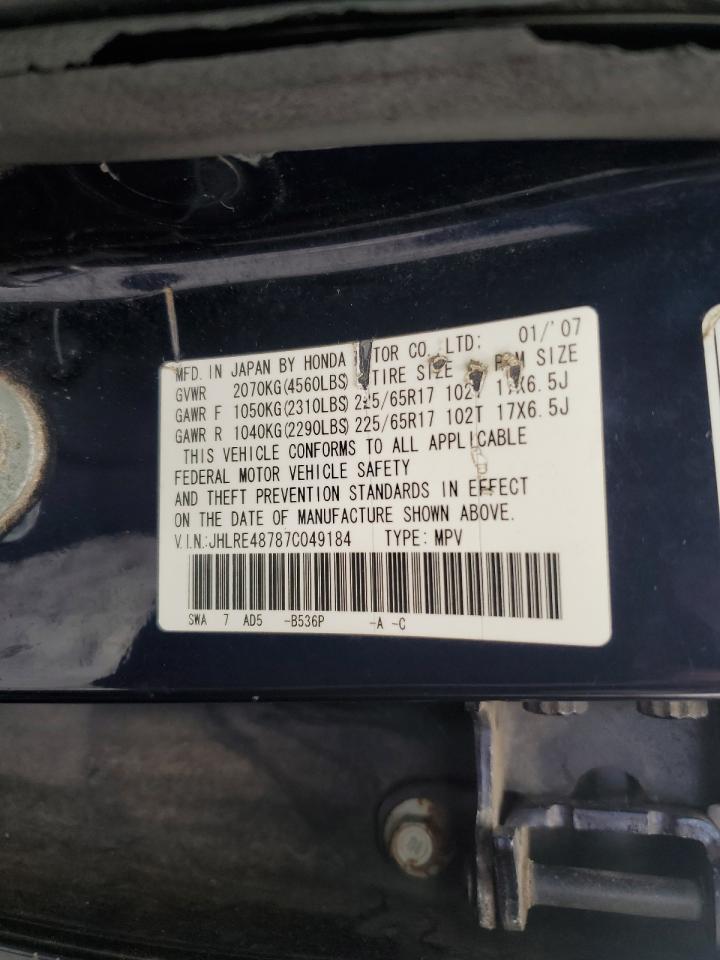 MFD. IN JAPAN BY HONDA MOTOR CO., LTD: 01/'07
GVWR 2070KG(4560LBS) TIRE SIZE RIM SIZE
GAWR F 1050KG(2310LBS) 225/65R17 102T 17X6.5J
GAWR R 1040KG(2290LBS) 225/65R17 102T 17X6.5J
THIS VEHICLE CONFORMS TO ALL APPLICABLE
FEDERAL MOTOR VEHICLE SAFETY
AND THEFT PREVENTION STANDARDS IN EFFECT
ON THE DATE OF MANUFACTURE SHOWN ABOVE.
V.I.N.:JHLRE48787C049184 TYPE: MPV
SWA 7 AD5 -B536P -A -C